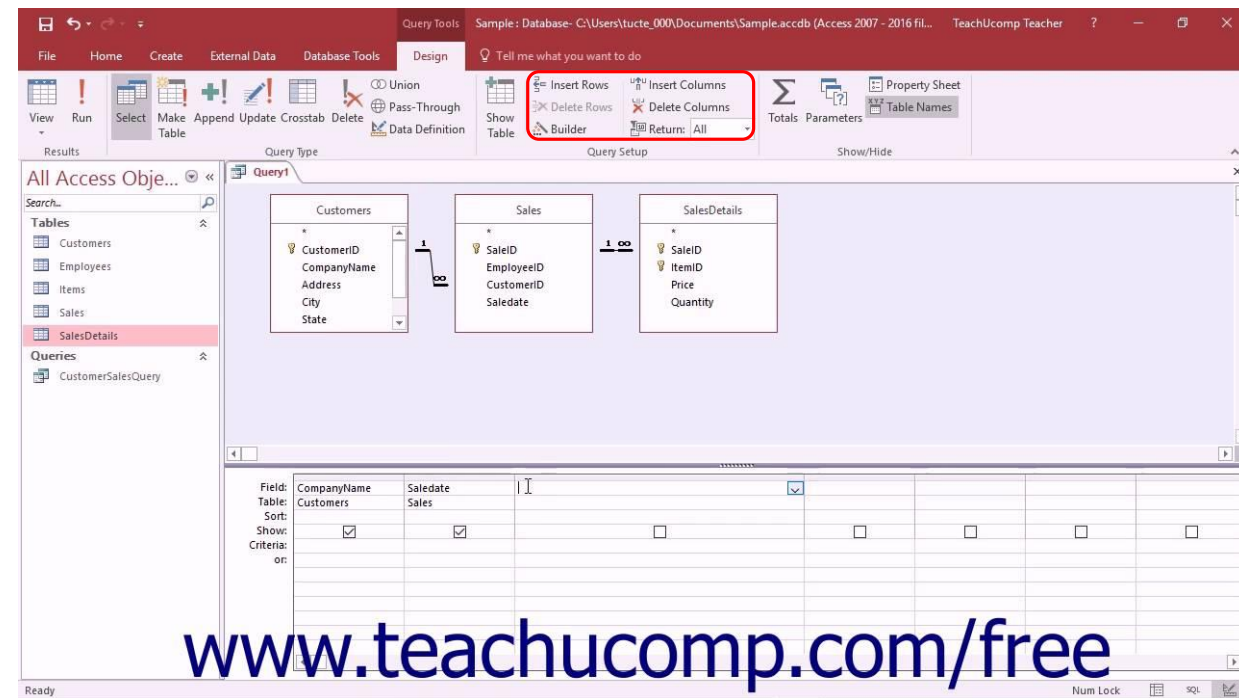 Query Tools Sample : Database- C:\Users\tucte_000\Documents\Sample.accdb (Access 2007 - 2016 fil... TeachUcomp Teacher ?
File Home Create External Data Database Tools Design Tell me what you want to do
View
Run
Select
Make Table
Append
Update
Crosstab
Delete
Union
Pass-Through
Data Definition
Show Table
Insert Rows
Delete Rows
Builder
Insert Columns
Delete Columns
Return: All
Totals
Parameters
Property Sheet
XYZ Table Names
Results Query Type Query Setup Show/Hide
All Access Obje... «
Search...
Tables
Customers
Employees
Items
Sales
SalesDetails
Queries
CustomerSalesQuery
Query1
Customers
*
CustomerID
CompanyName
Address
City
State
1 ∞
Sales
*
SaleID
EmployeeID
CustomerID
Saledate
1 ∞
SalesDetails
*
SaleID
ItemID
Price
Quantity
Field: CompanyName Saledate
Table: Customers Sales
Sort:
Show:
Criteria:
or:
www.teachucomp.com/free
Ready Num Lock SQL